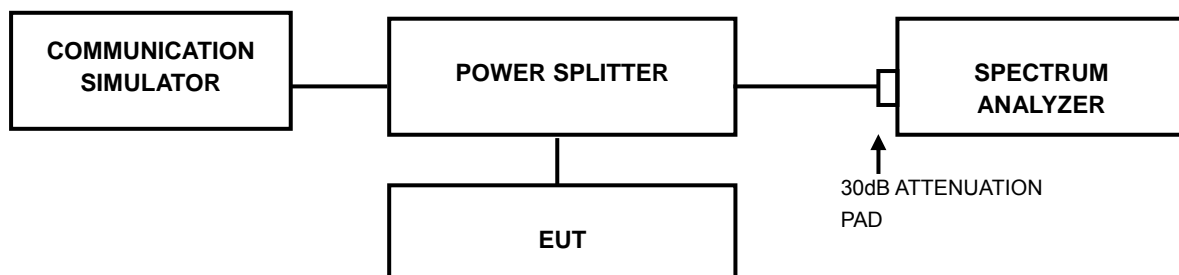 COMMUNICATION
SIMULATOR
POWER SPLITTER
SPECTRUM
ANALYZER
30dB ATTENUATION
PAD
EUT